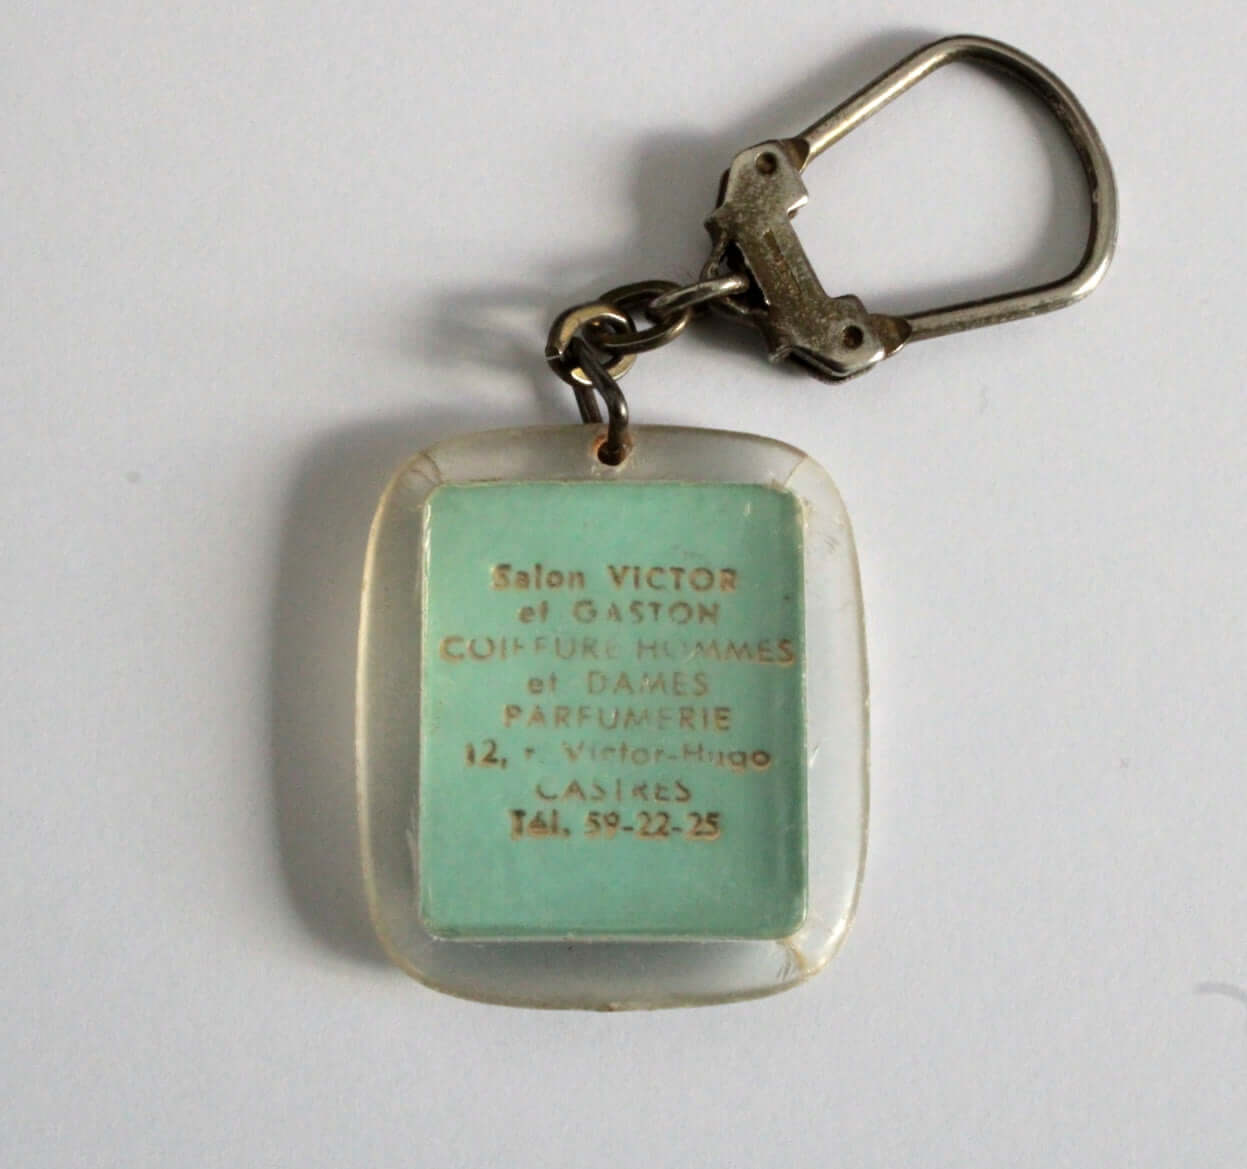 Salon VICTOR
et GASTON
COIFFURE HOMMES
et DAMES
PARFUMERIE
12, r. Victor-Hugo
CASTRES
Tél. 59-22-25